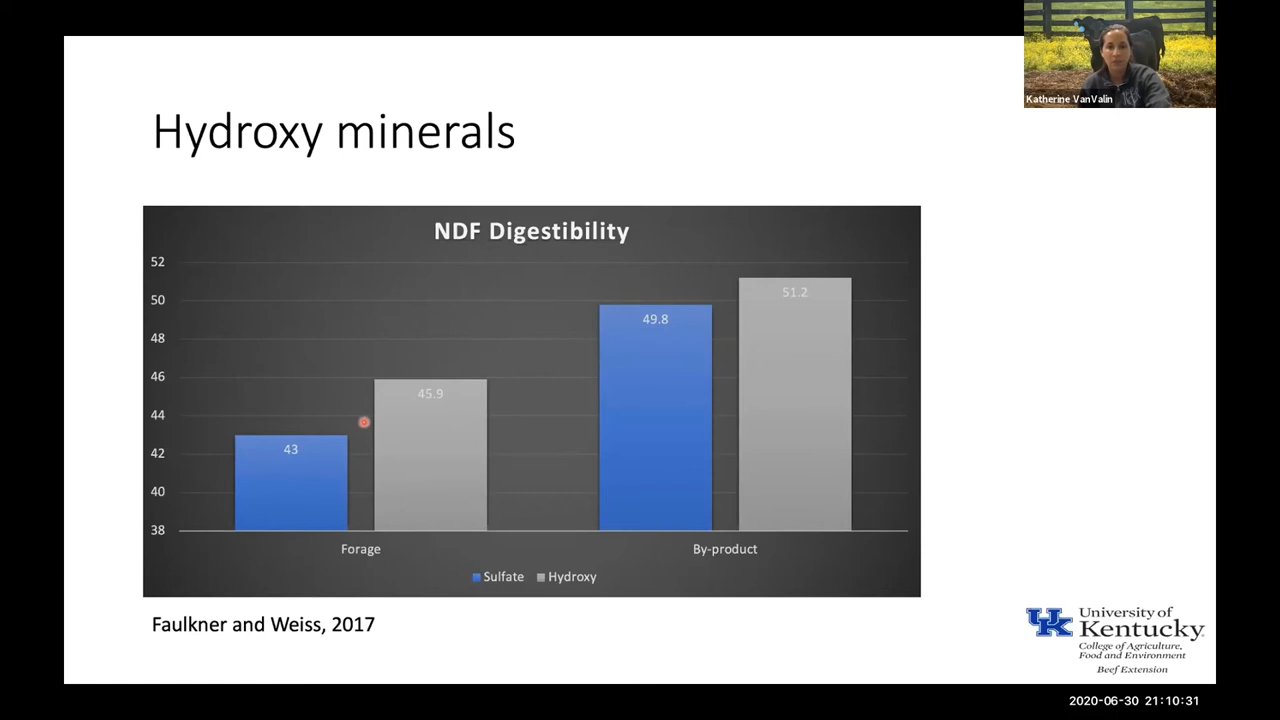 Katherine VanValin
Hydroxy minerals
NDF Digestibility
52
50
48
46
44
42
40
38
43
45.9
49.8
51.2
Forage
By-product
Sulfate
Hydroxy
Faulkner and Weiss, 2017
UK
University of
Kentucky
College of Agriculture,
Food and Environment
Beef Extension
2020-06-30 21:10:31